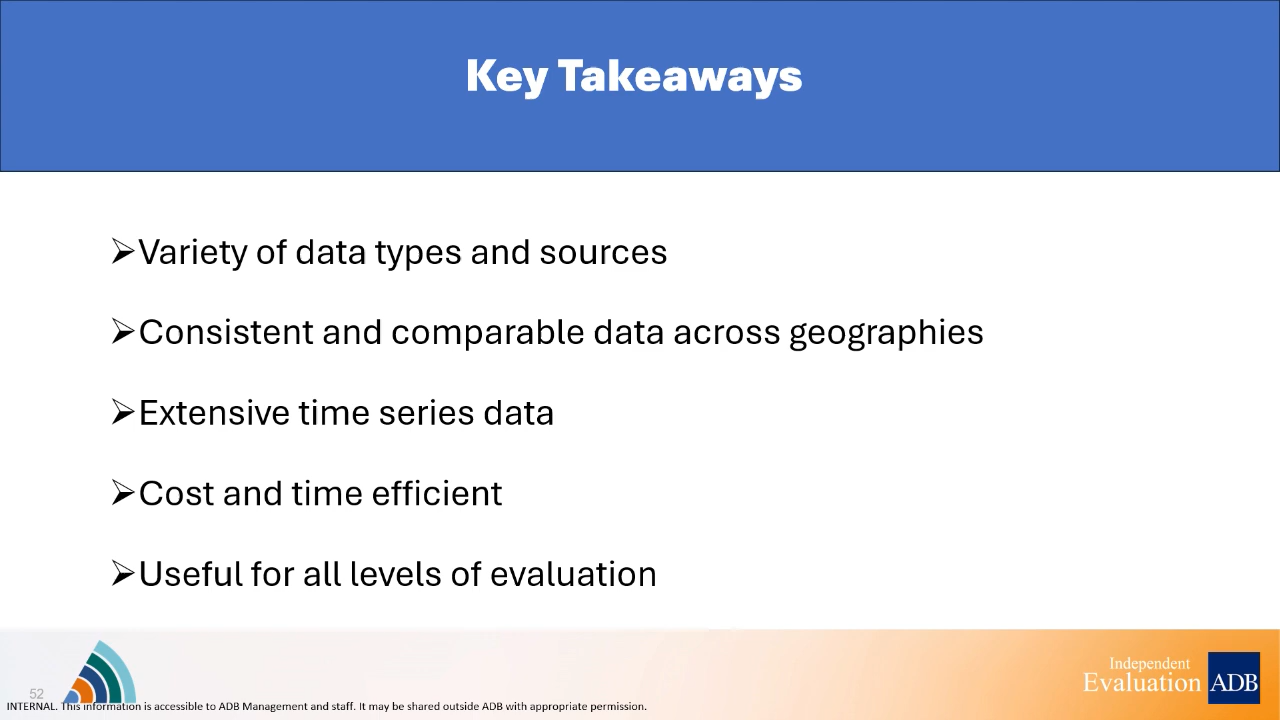 Key Takeaways
➢Variety of data types and sources
➢Consistent and comparable data across geographies
➢Extensive time series data
➢Cost and time efficient
➢Useful for all levels of evaluation
Independent
Evaluation ADB
52
INTERNAL. This information is accessible to ADB Management and staff. It may be shared outside ADB with appropriate permission.